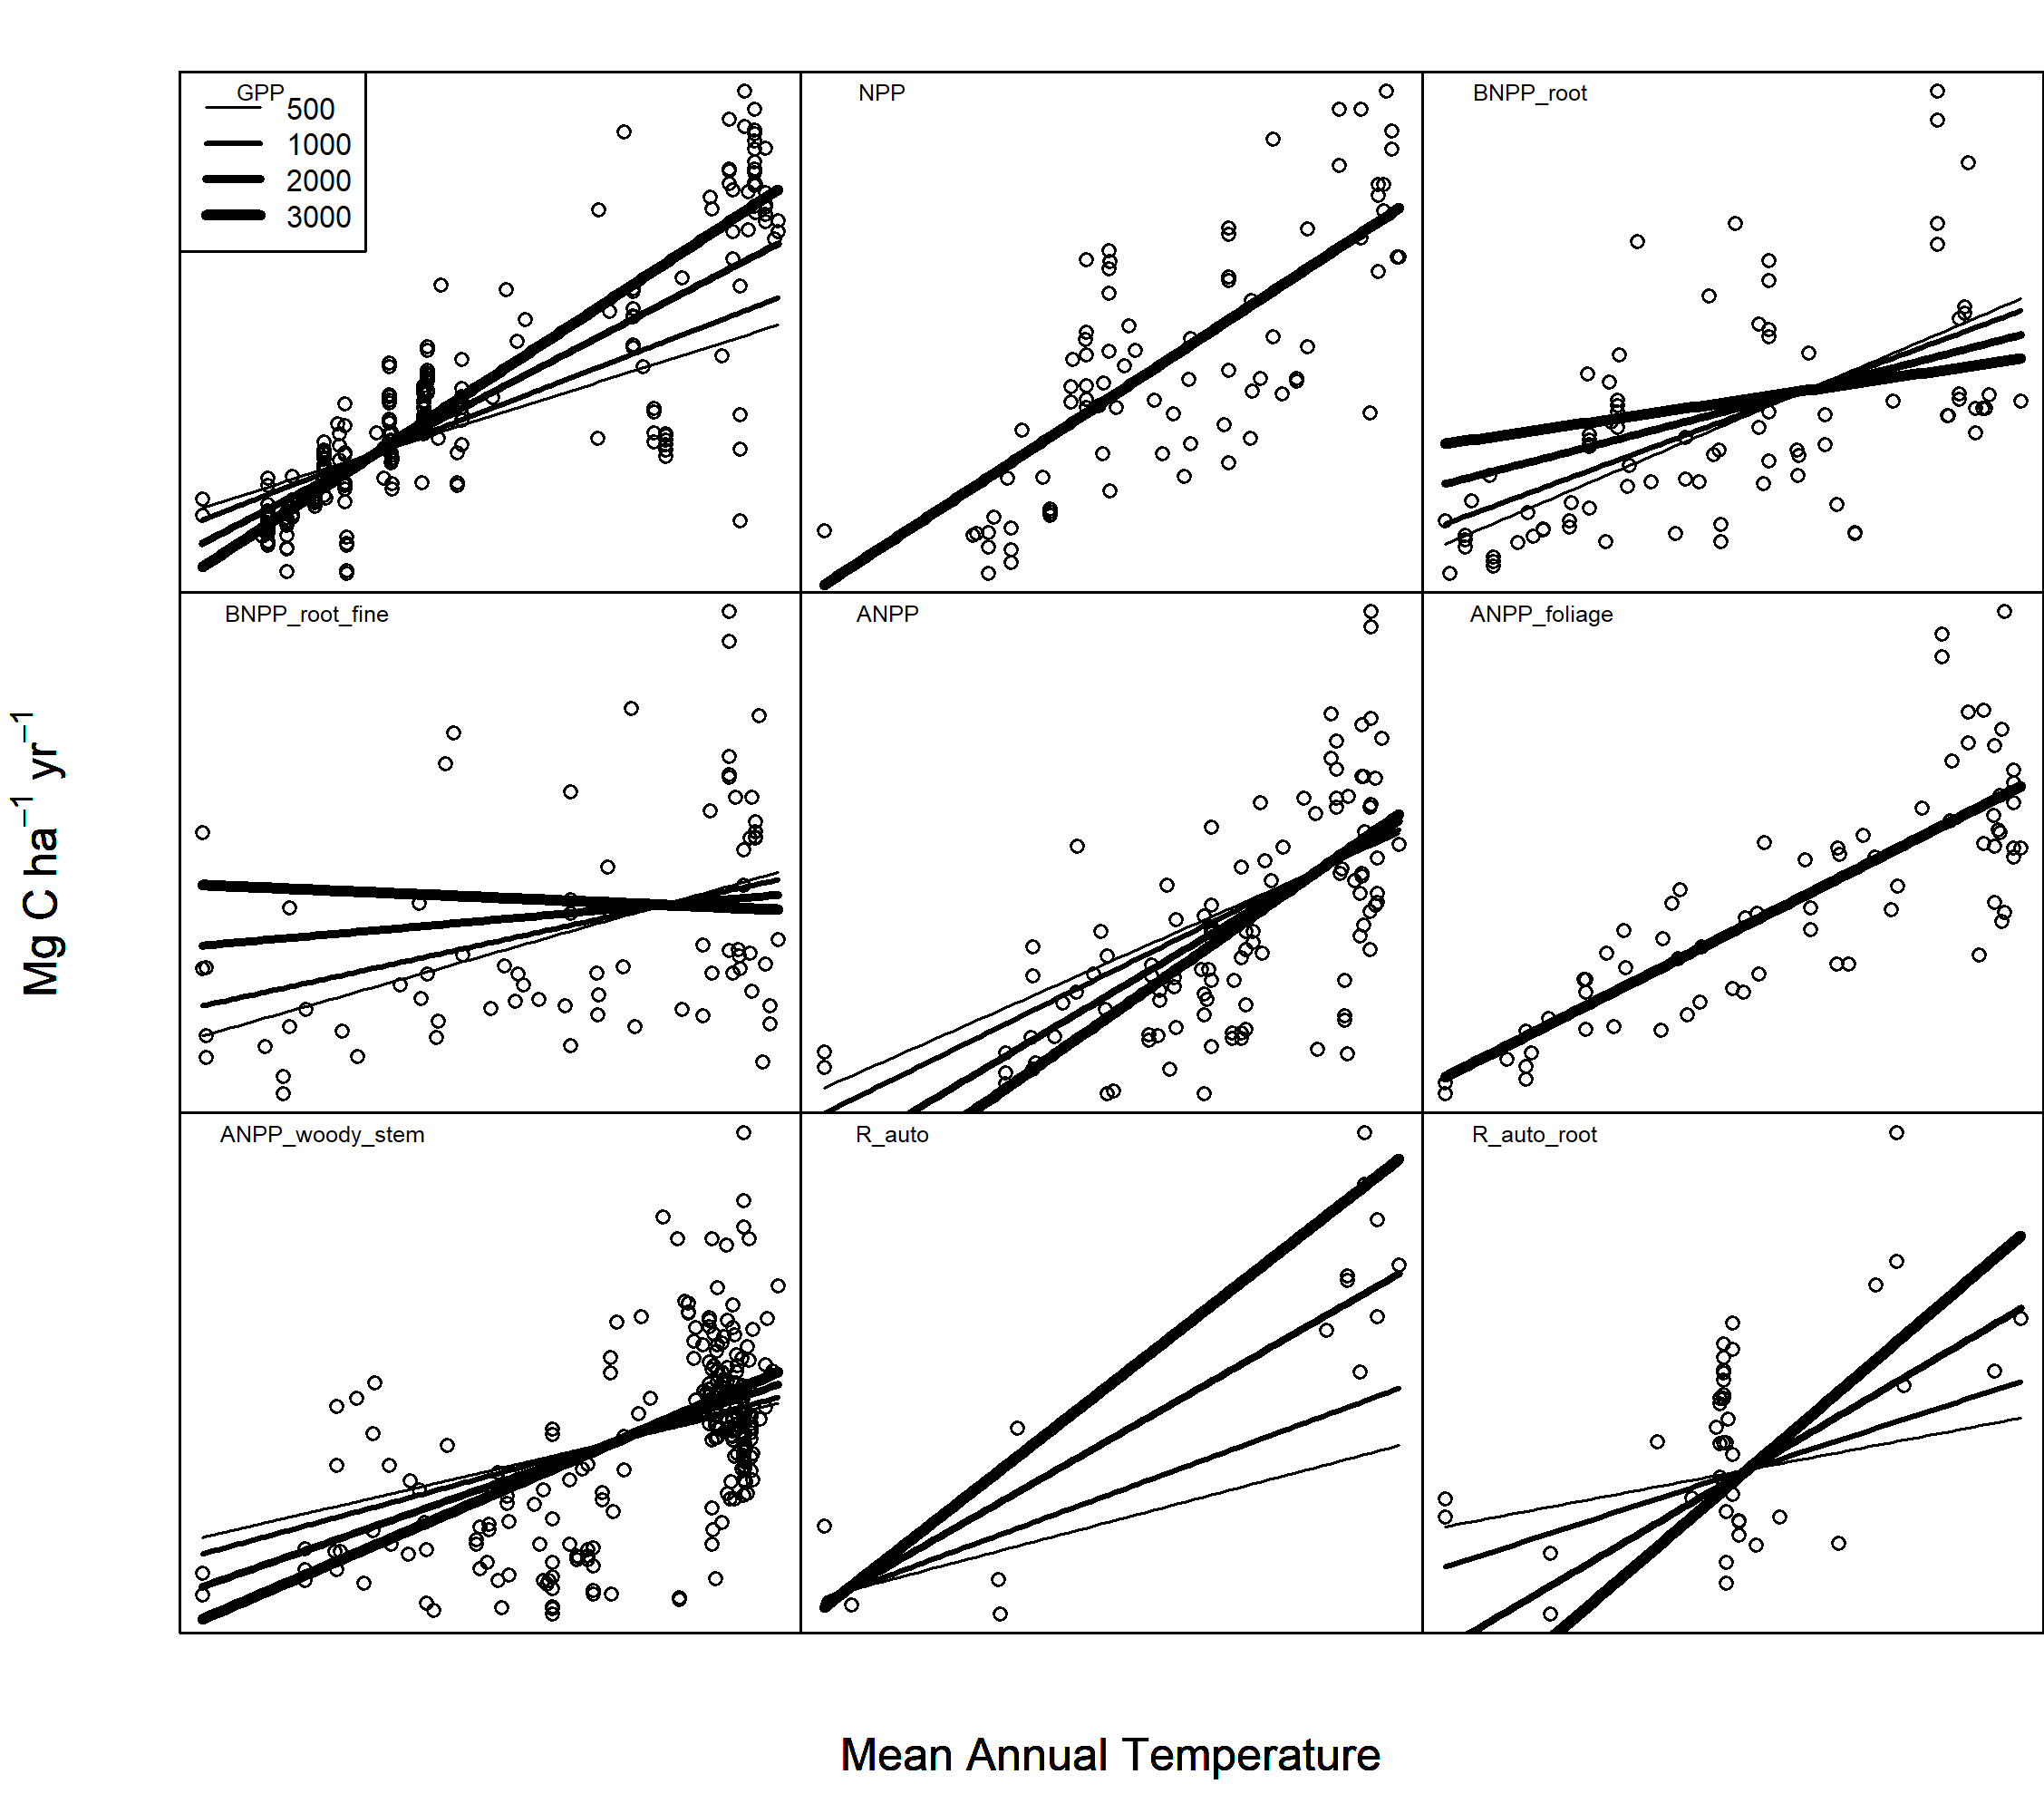 GPP
500
1000
2000
3000
NPP
BNPP_root
BNPP_root_fine
ANPP
ANPP_foliage
ANPP_woody_stem
R_auto
R_auto_root
Mg C ha⁻¹ yr⁻¹
Mean Annual Temperature